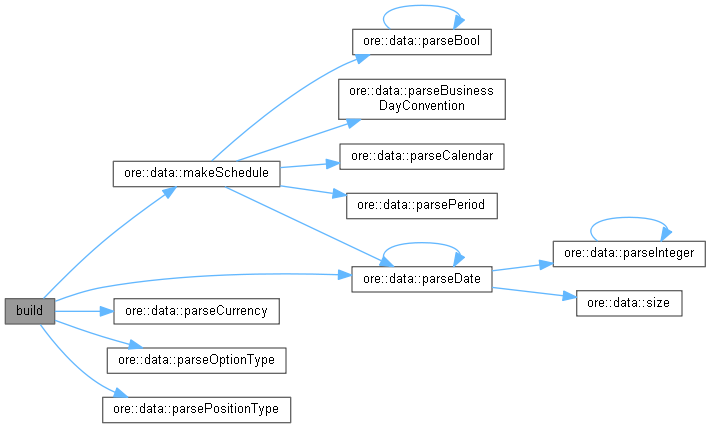 ore::data::parseBool
ore::data::parseBusiness
DayConvention
ore::data::parseCalendar
ore::data::makeSchedule
ore::data::parsePeriod
ore::data::parseInteger
ore::data::parseDate
ore::data::size
build
ore::data::parseCurrency
ore::data::parseOptionType
ore::data::parsePositionType